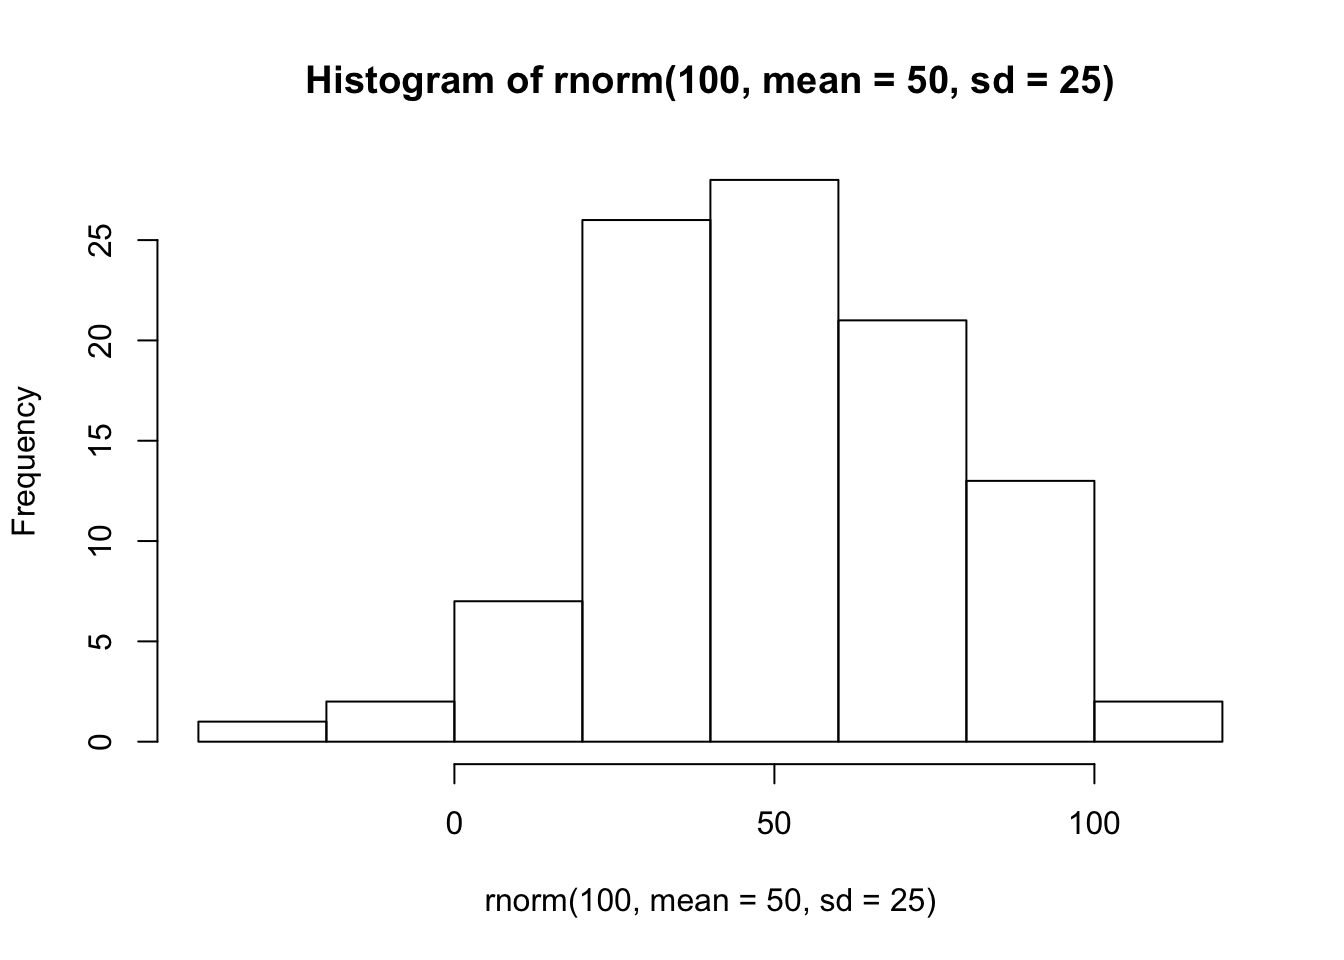 Histogram of rnorm(100, mean = 50, sd = 25)
Frequency
25
20
15
10
5
0
0 50 100
rnorm(100, mean = 50, sd = 25)